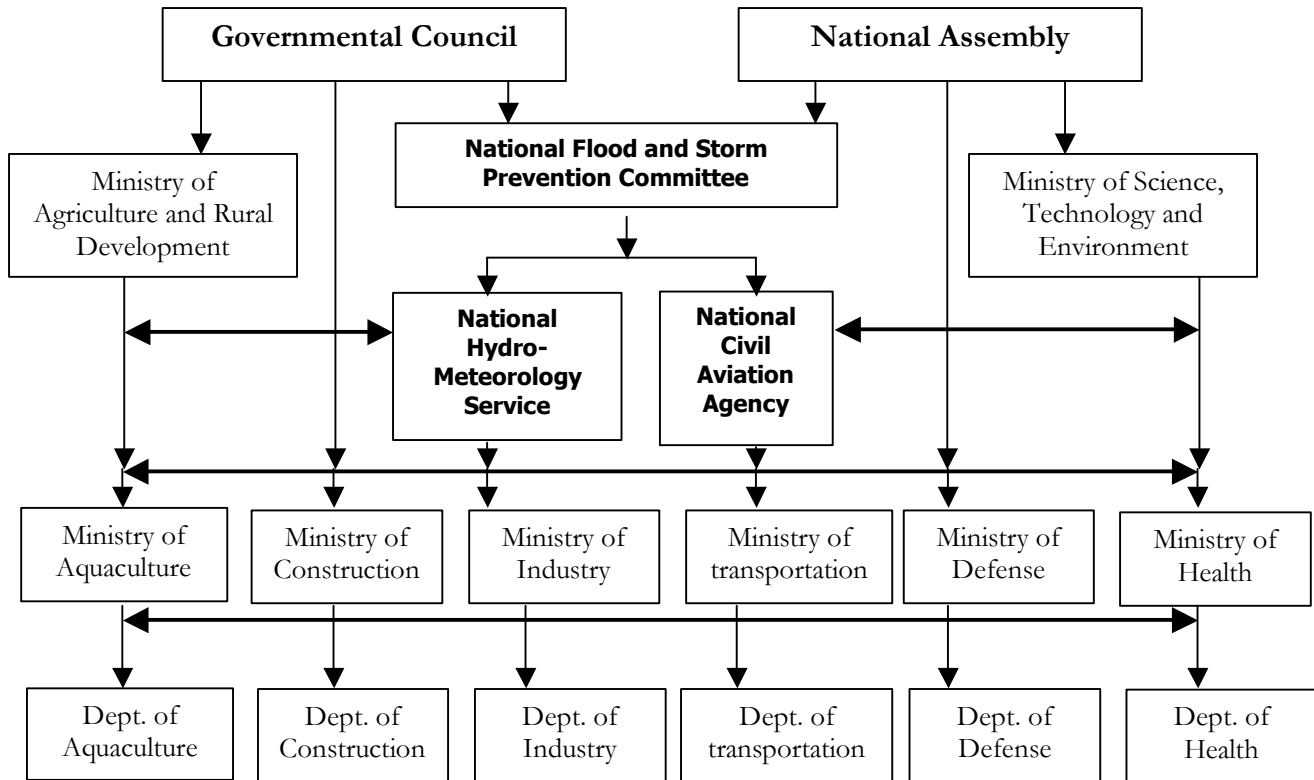 Governmental Council
National Assembly
National Flood and Storm
Prevention Committee
Ministry of
Agriculture and Rural
Development
Ministry of Science,
Technology and
Environment
National
Hydro-
Meteorology
Service
National
Civil
Aviation
Agency
Ministry of
Aquaculture
Ministry of
Construction
Ministry of
Industry
Ministry of
transportation
Ministry of
Defense
Ministry of
Health
Dept. of
Aquaculture
Dept. of
Construction
Dept. of
Industry
Dept. of
transportation
Dept. of
Defense
Dept. of
Health